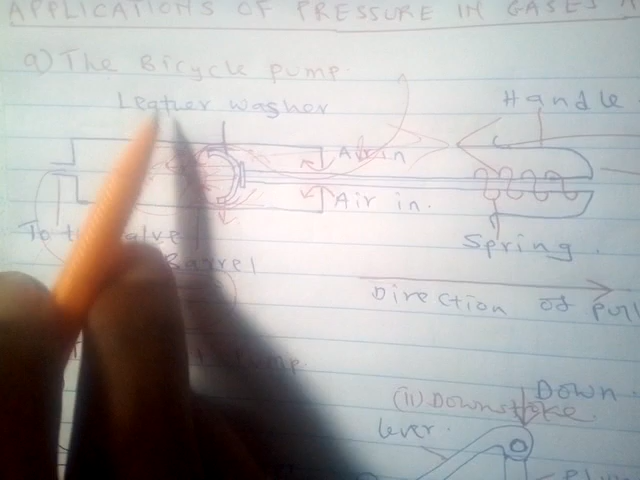 APPLICATIONS OF PRESSURE IN GASES
a) The Bicycle pump.
Leather washer
Handle
Air in
Air in.
To the valve
Barrel
Spring.
Direction of pull
pump.
(ii) Downstroke.
Down
lever.